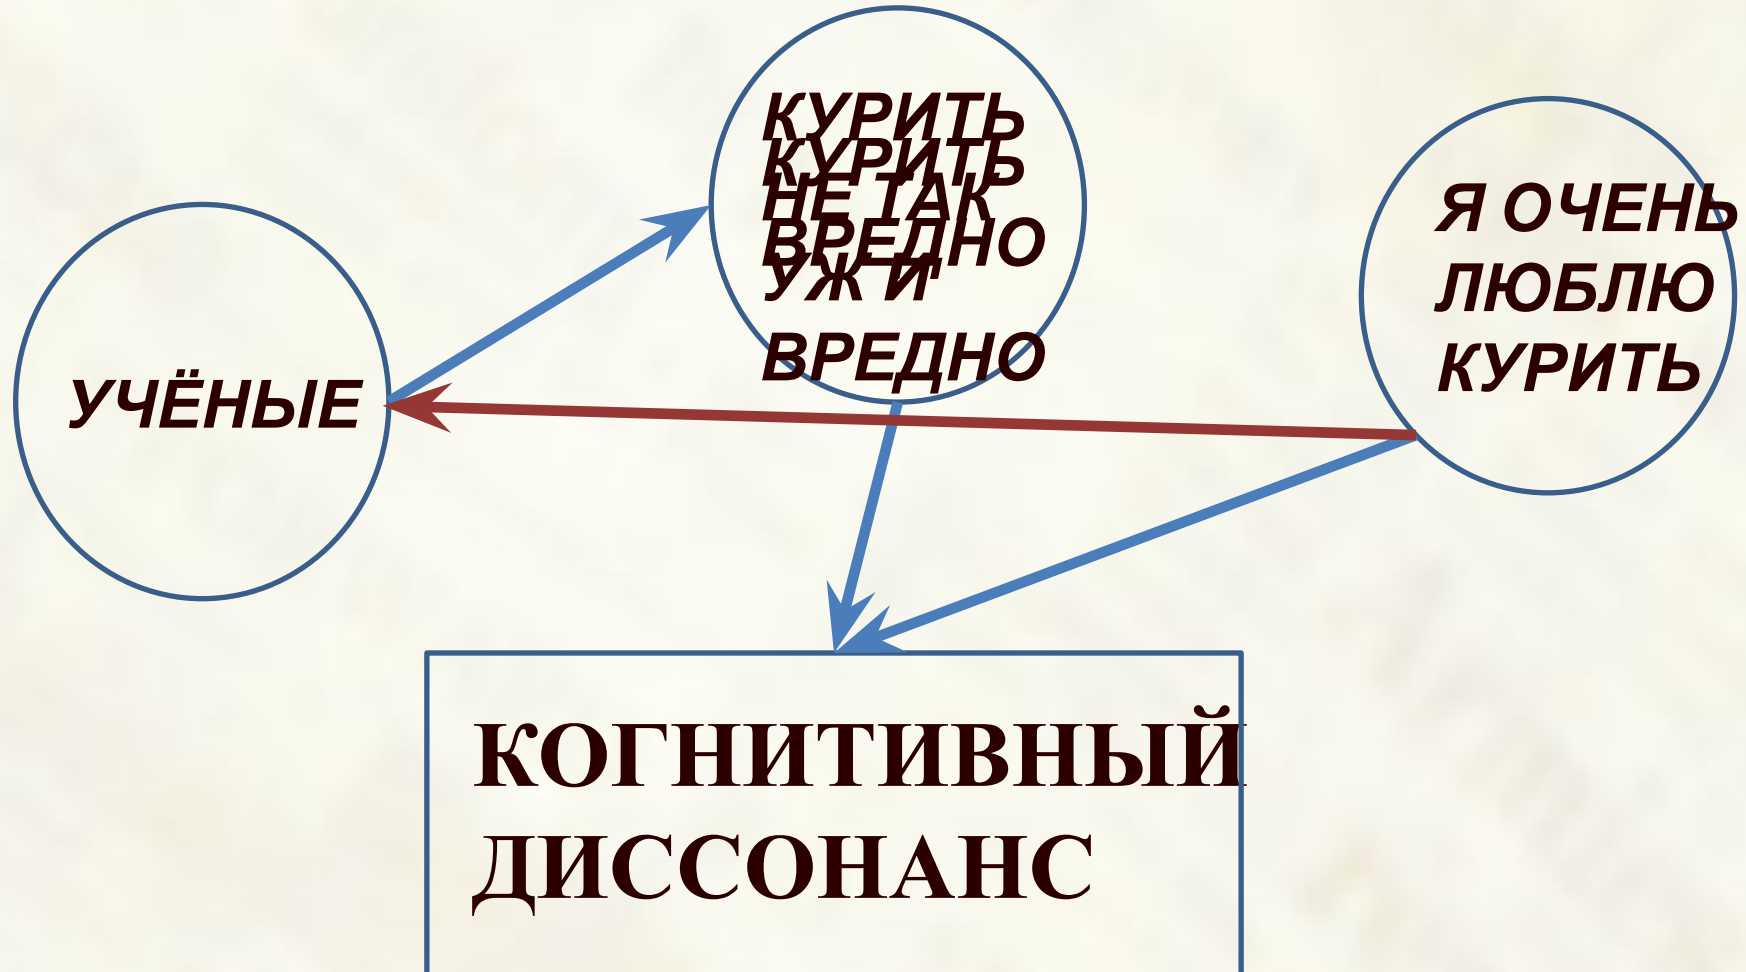 УЧЁНЫЕ
КУРИТЬ
ВРЕДНО
КУРИТЬ
НЕ ТАК
УЖ И
ВРЕДНО
Я ОЧЕНЬ
ЛЮБЛЮ
КУРИТЬ
КОГНИТИВНЫЙ
ДИССОНАНС